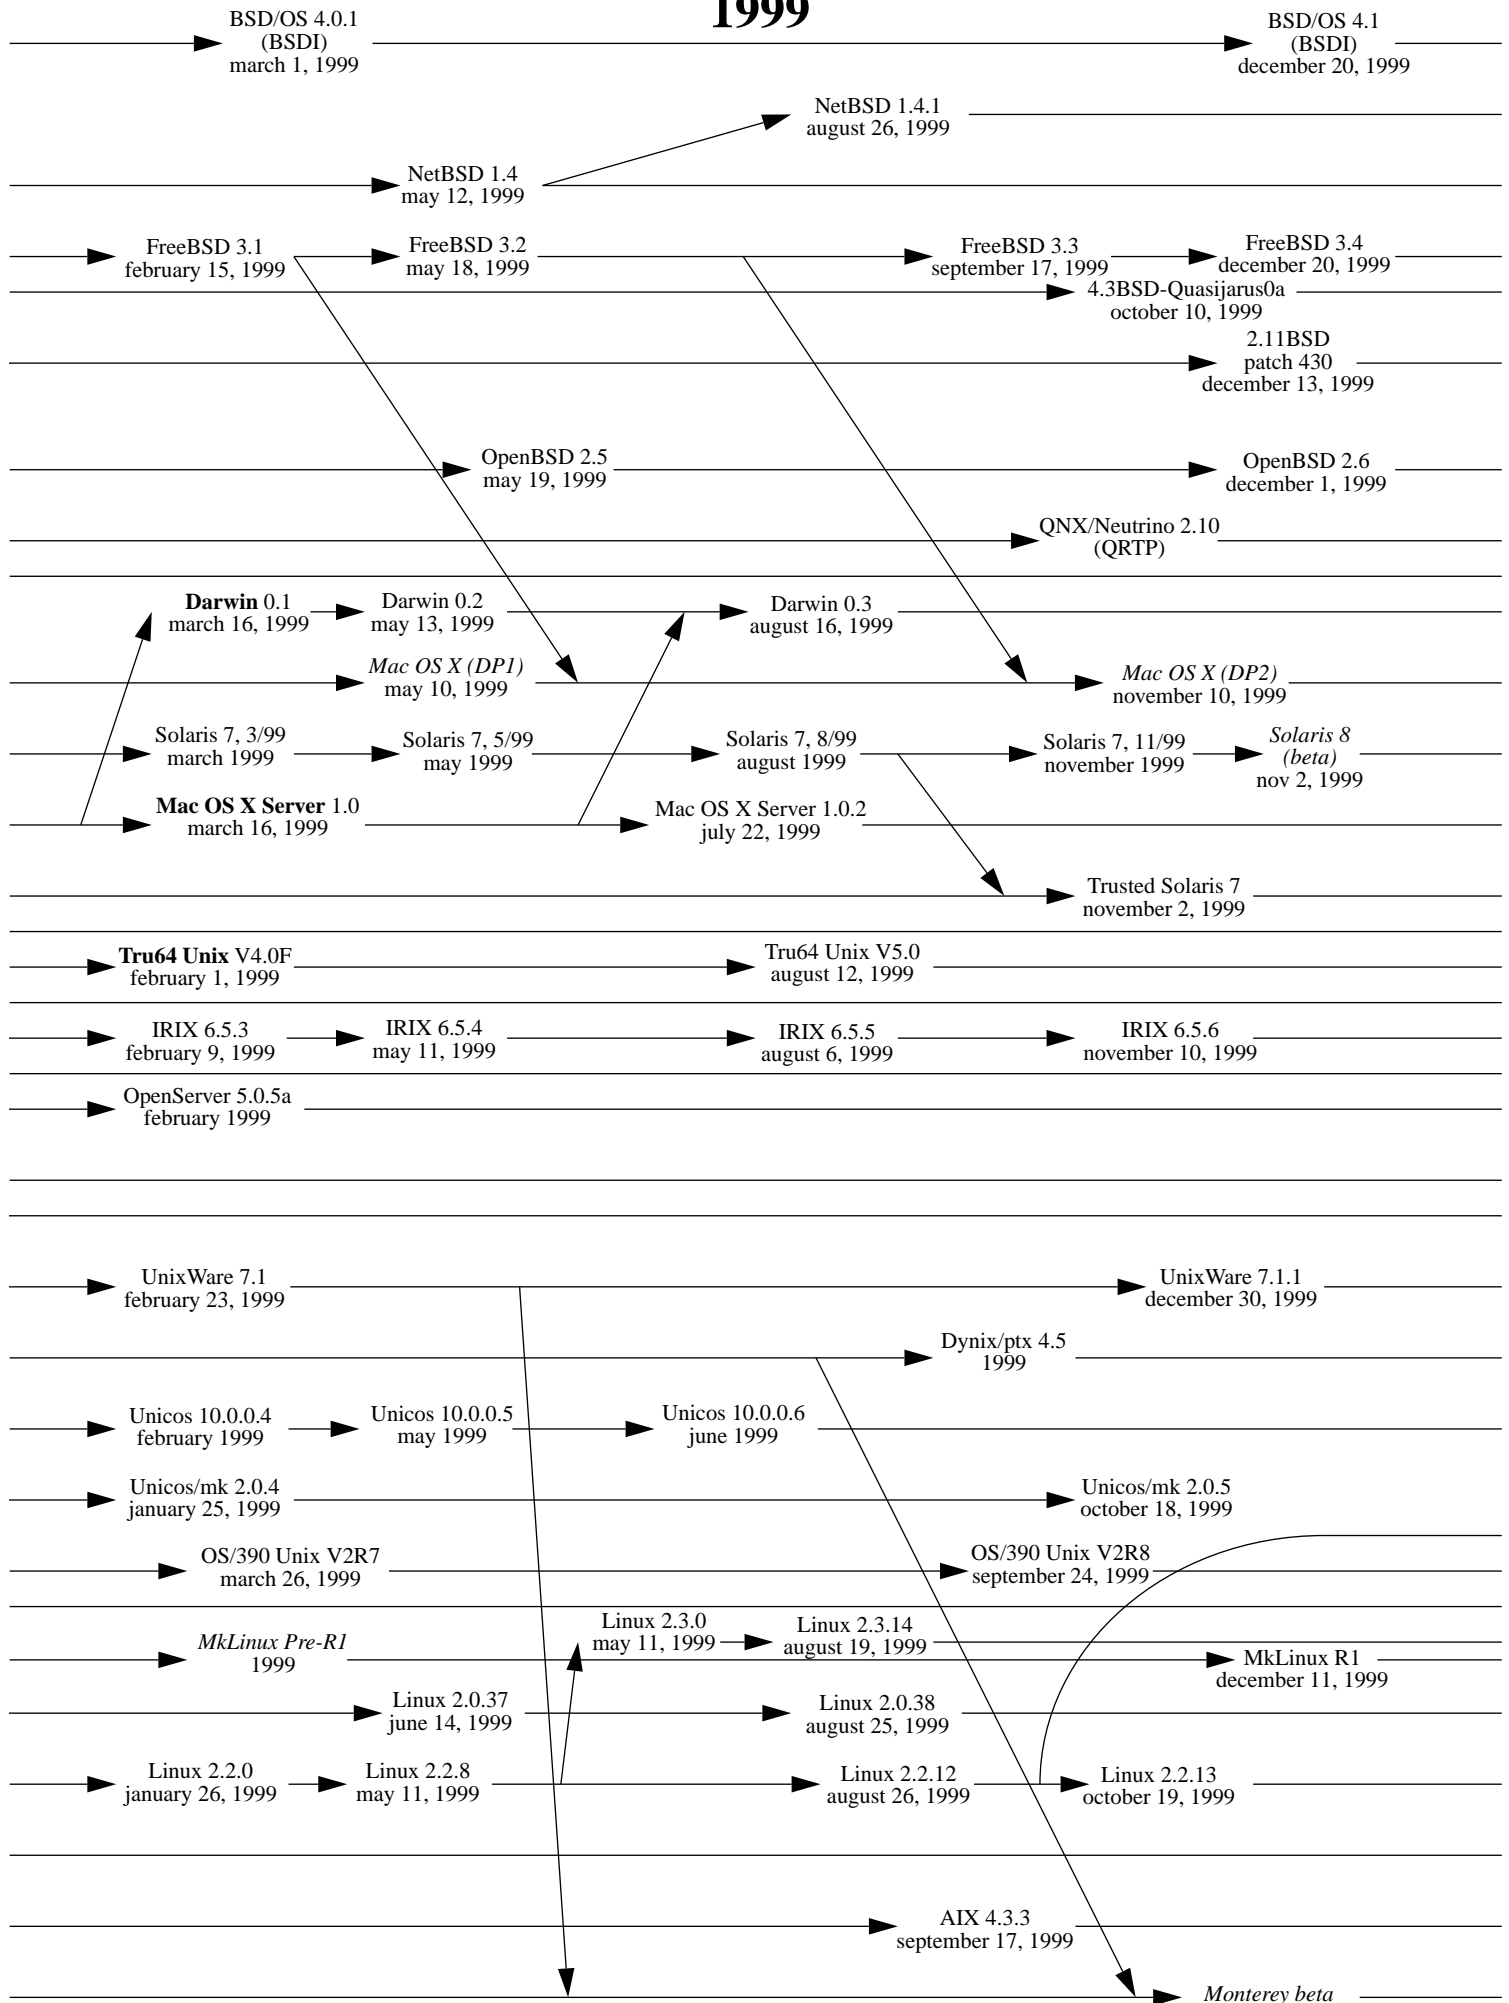 1999
BSD/OS 4.0.1
(BSDI)
march 1, 1999
BSD/OS 4.1
(BSDI)
december 20, 1999
NetBSD 1.4.1
august 26, 1999
NetBSD 1.4
may 12, 1999
FreeBSD 3.1
february 15, 1999
FreeBSD 3.2
may 18, 1999
FreeBSD 3.3
september 17, 1999
FreeBSD 3.4
december 20, 1999
4.3BSD-Quasijarus0a
october 10, 1999
2.11BSD
patch 430
december 13, 1999
OpenBSD 2.5
may 19, 1999
OpenBSD 2.6
december 1, 1999
QNX/Neutrino 2.10
(QRTP)
Darwin 0.1
march 16, 1999
Darwin 0.2
may 13, 1999
Darwin 0.3
august 16, 1999
Mac OS X (DP1)
may 10, 1999
Mac OS X (DP2)
november 10, 1999
Solaris 7, 3/99
march 1999
Solaris 7, 5/99
may 1999
Solaris 7, 8/99
august 1999
Solaris 7, 11/99
november 1999
Solaris 8
(beta)
nov 2, 1999
Mac OS X Server 1.0
march 16, 1999
Mac OS X Server 1.0.2
july 22, 1999
Trusted Solaris 7
november 2, 1999
Tru64 Unix V4.0F
february 1, 1999
Tru64 Unix V5.0
august 12, 1999
IRIX 6.5.3
february 9, 1999
IRIX 6.5.4
may 11, 1999
IRIX 6.5.5
august 6, 1999
IRIX 6.5.6
november 10, 1999
OpenServer 5.0.5a
february 1999
UnixWare 7.1
february 23, 1999
UnixWare 7.1.1
december 30, 1999
Dynix/ptx 4.5
1999
Unicos 10.0.0.4
february 1999
Unicos 10.0.0.5
may 1999
Unicos 10.0.0.6
june 1999
Unicos/mk 2.0.4
january 25, 1999
Unicos/mk 2.0.5
october 18, 1999
OS/390 Unix V2R7
march 26, 1999
OS/390 Unix V2R8
september 24, 1999
Linux 2.3.0
may 11, 1999
Linux 2.3.14
august 19, 1999
MkLinux Pre-R1
1999
MkLinux R1
december 11, 1999
Linux 2.0.37
june 14, 1999
Linux 2.0.38
august 25, 1999
Linux 2.2.0
january 26, 1999
Linux 2.2.8
may 11, 1999
Linux 2.2.12
august 26, 1999
Linux 2.2.13
october 19, 1999
AIX 4.3.3
september 17, 1999
Monterey beta